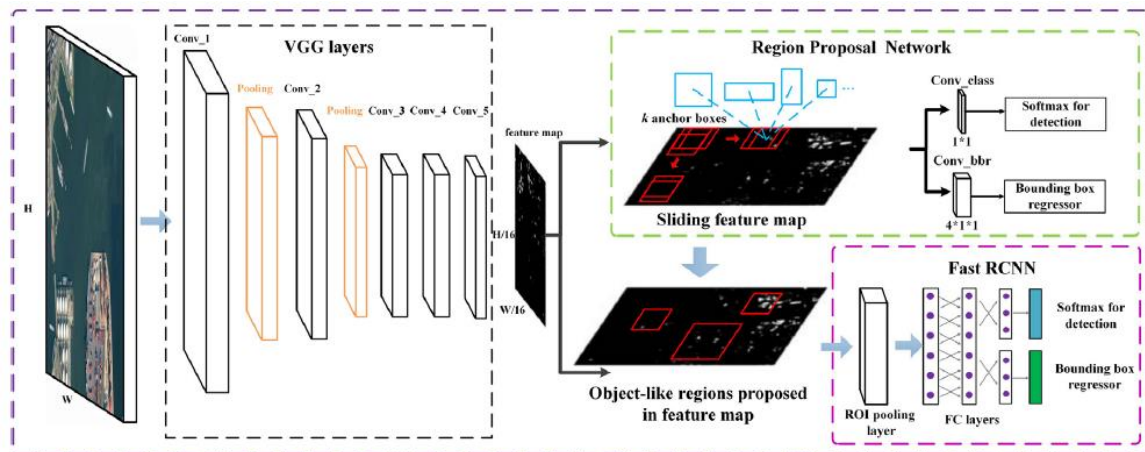 VGG layers
Conv_1
Pooling
Conv_2
Pooling
Conv_3
Conv_4
Conv_5
H
W
feature map
H/16
W/16
Region Proposal Network
k anchor boxes
...
Sliding feature map
Conv_class
1*1
Softmax for
detection
Conv_bbr
4*1*1
Bounding box
regressor
Object-like regions proposed
in feature map
Fast RCNN
ROI pooling
layer
FC layers
Softmax for
detection
Bounding box
regressor